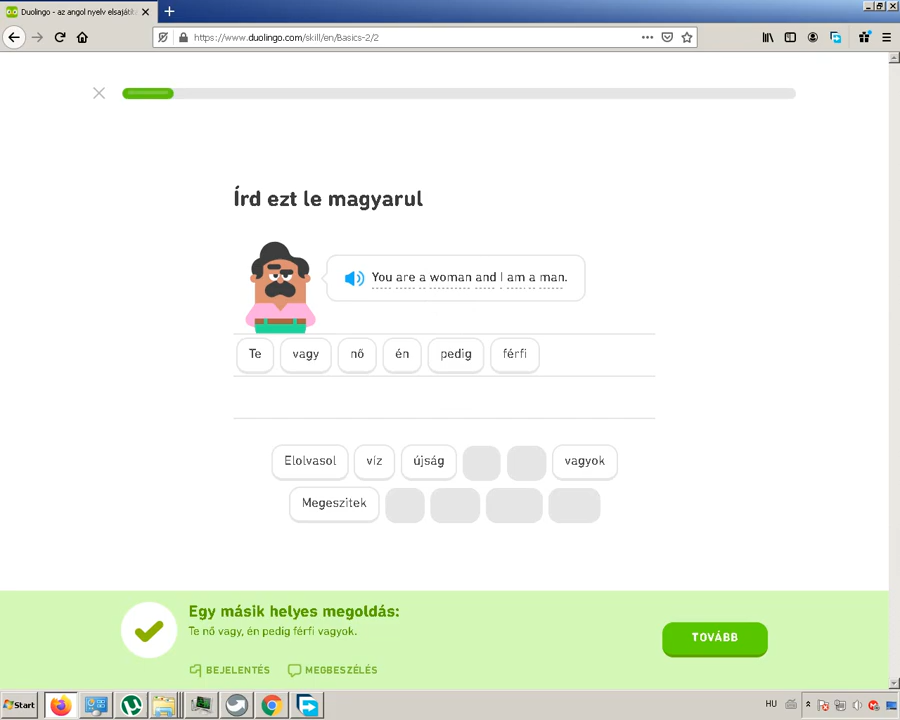 Duolingo - az angol nyelv elsajátít
https://www.duolingo.com/skill/en/Basics-2/2
Írd ezt le magyarul
You are a woman and I am a man.
Te vagy nő én pedig férfi
Elolvasol víz újság vagyok
Megeszitek
Egy másik helyes megoldás:
Te nő vagy, én pedig férfi vagyok.
TOVÁBB
BEJELENTÉS MEGBESZÉLÉS
Start HU